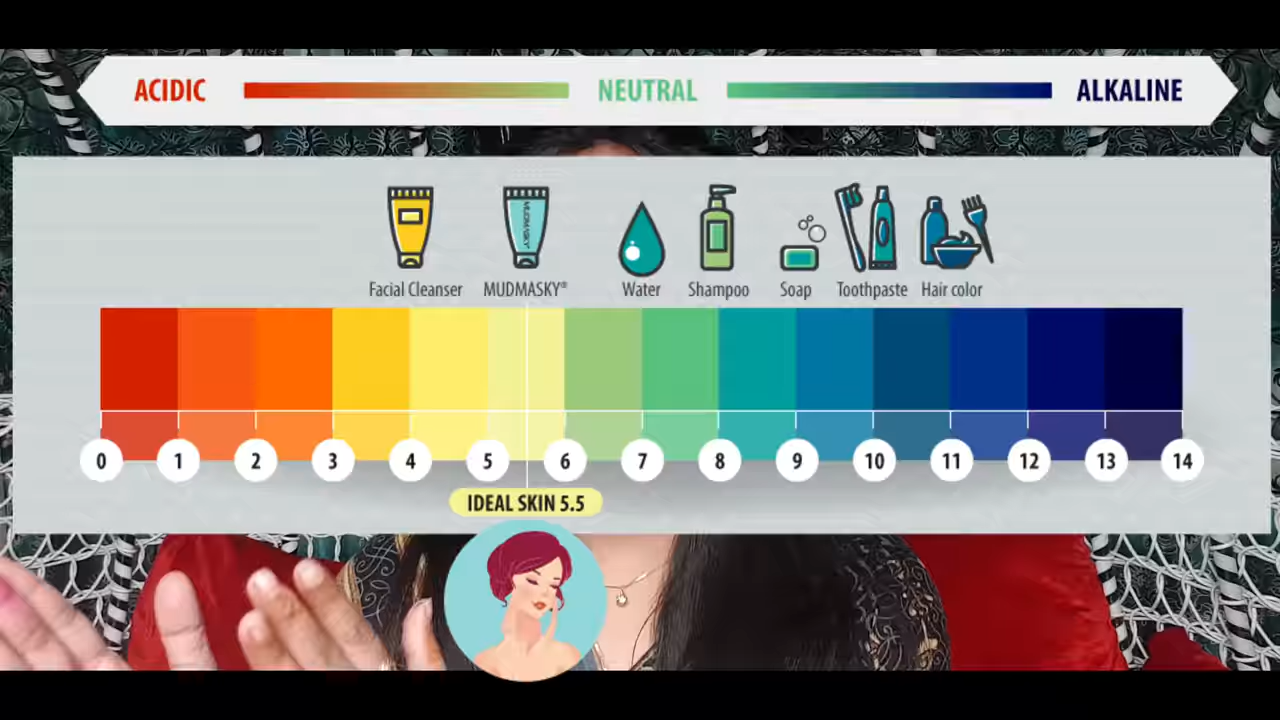 ACIDIC NEUTRAL ALKALINE
MUDMASKY
Facial Cleanser MUDMASKY® Water Shampoo Soap Toothpaste Hair color
0 1 2 3 4 5 6 7 8 9 10 11 12 13 14
IDEAL SKIN 5.5